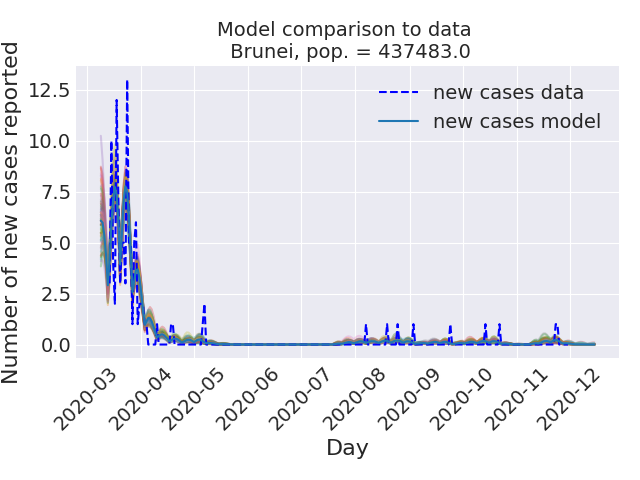 Model comparison to data
Brunei, pop. = 437483.0
Number of new cases reported
12.5
10.0
7.5
5.0
2.5
0.0
new cases data
new cases model
2020-03
2020-04
2020-05
2020-06
2020-07
2020-08
2020-09
2020-10
2020-11
2020-12
Day